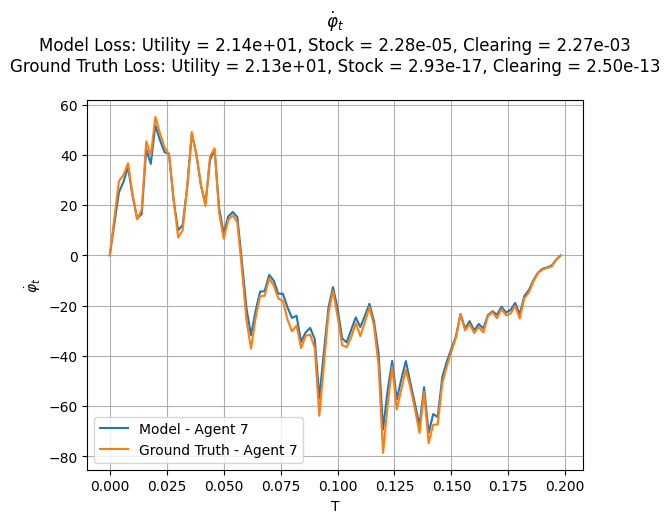 φ̇ₜ
Model Loss: Utility = 2.14e+01, Stock = 2.28e-05, Clearing = 2.27e-03
Ground Truth Loss: Utility = 2.13e+01, Stock = 2.93e-17, Clearing = 2.50e-13
60
40
20
0
−20
−40
−60
−80
φ̇ₜ
Model - Agent 7
Ground Truth - Agent 7
0.000 0.025 0.050 0.075 0.100 0.125 0.150 0.175 0.200
T